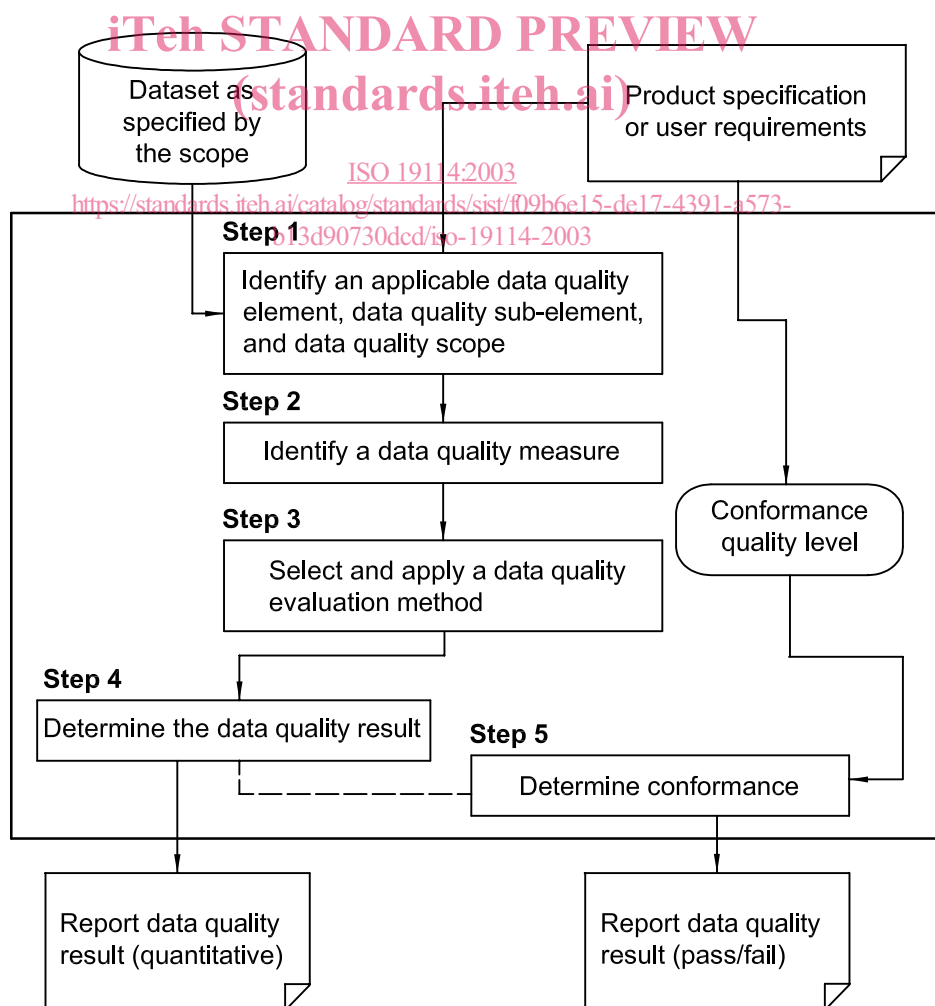 iTeh STANDARD PREVIEW
(standards.iteh.ai)
Dataset as
specified by
the scope
Product specification
or user requirements
ISO 19114:2003
https://standards.iteh.ai/catalog/standards/sist/f09b6e15-de17-4391-a573-
b13d90730dcd/iso-19114-2003
Step 1
Identify an applicable data quality
element, data quality sub-element,
and data quality scope
Step 2
Identify a data quality measure
Step 3
Select and apply a data quality
evaluation method
Conformance
quality level
Step 4
Determine the data quality result
Step 5
Determine conformance
Report data quality
result (quantitative)
Report data quality
result (pass/fail)